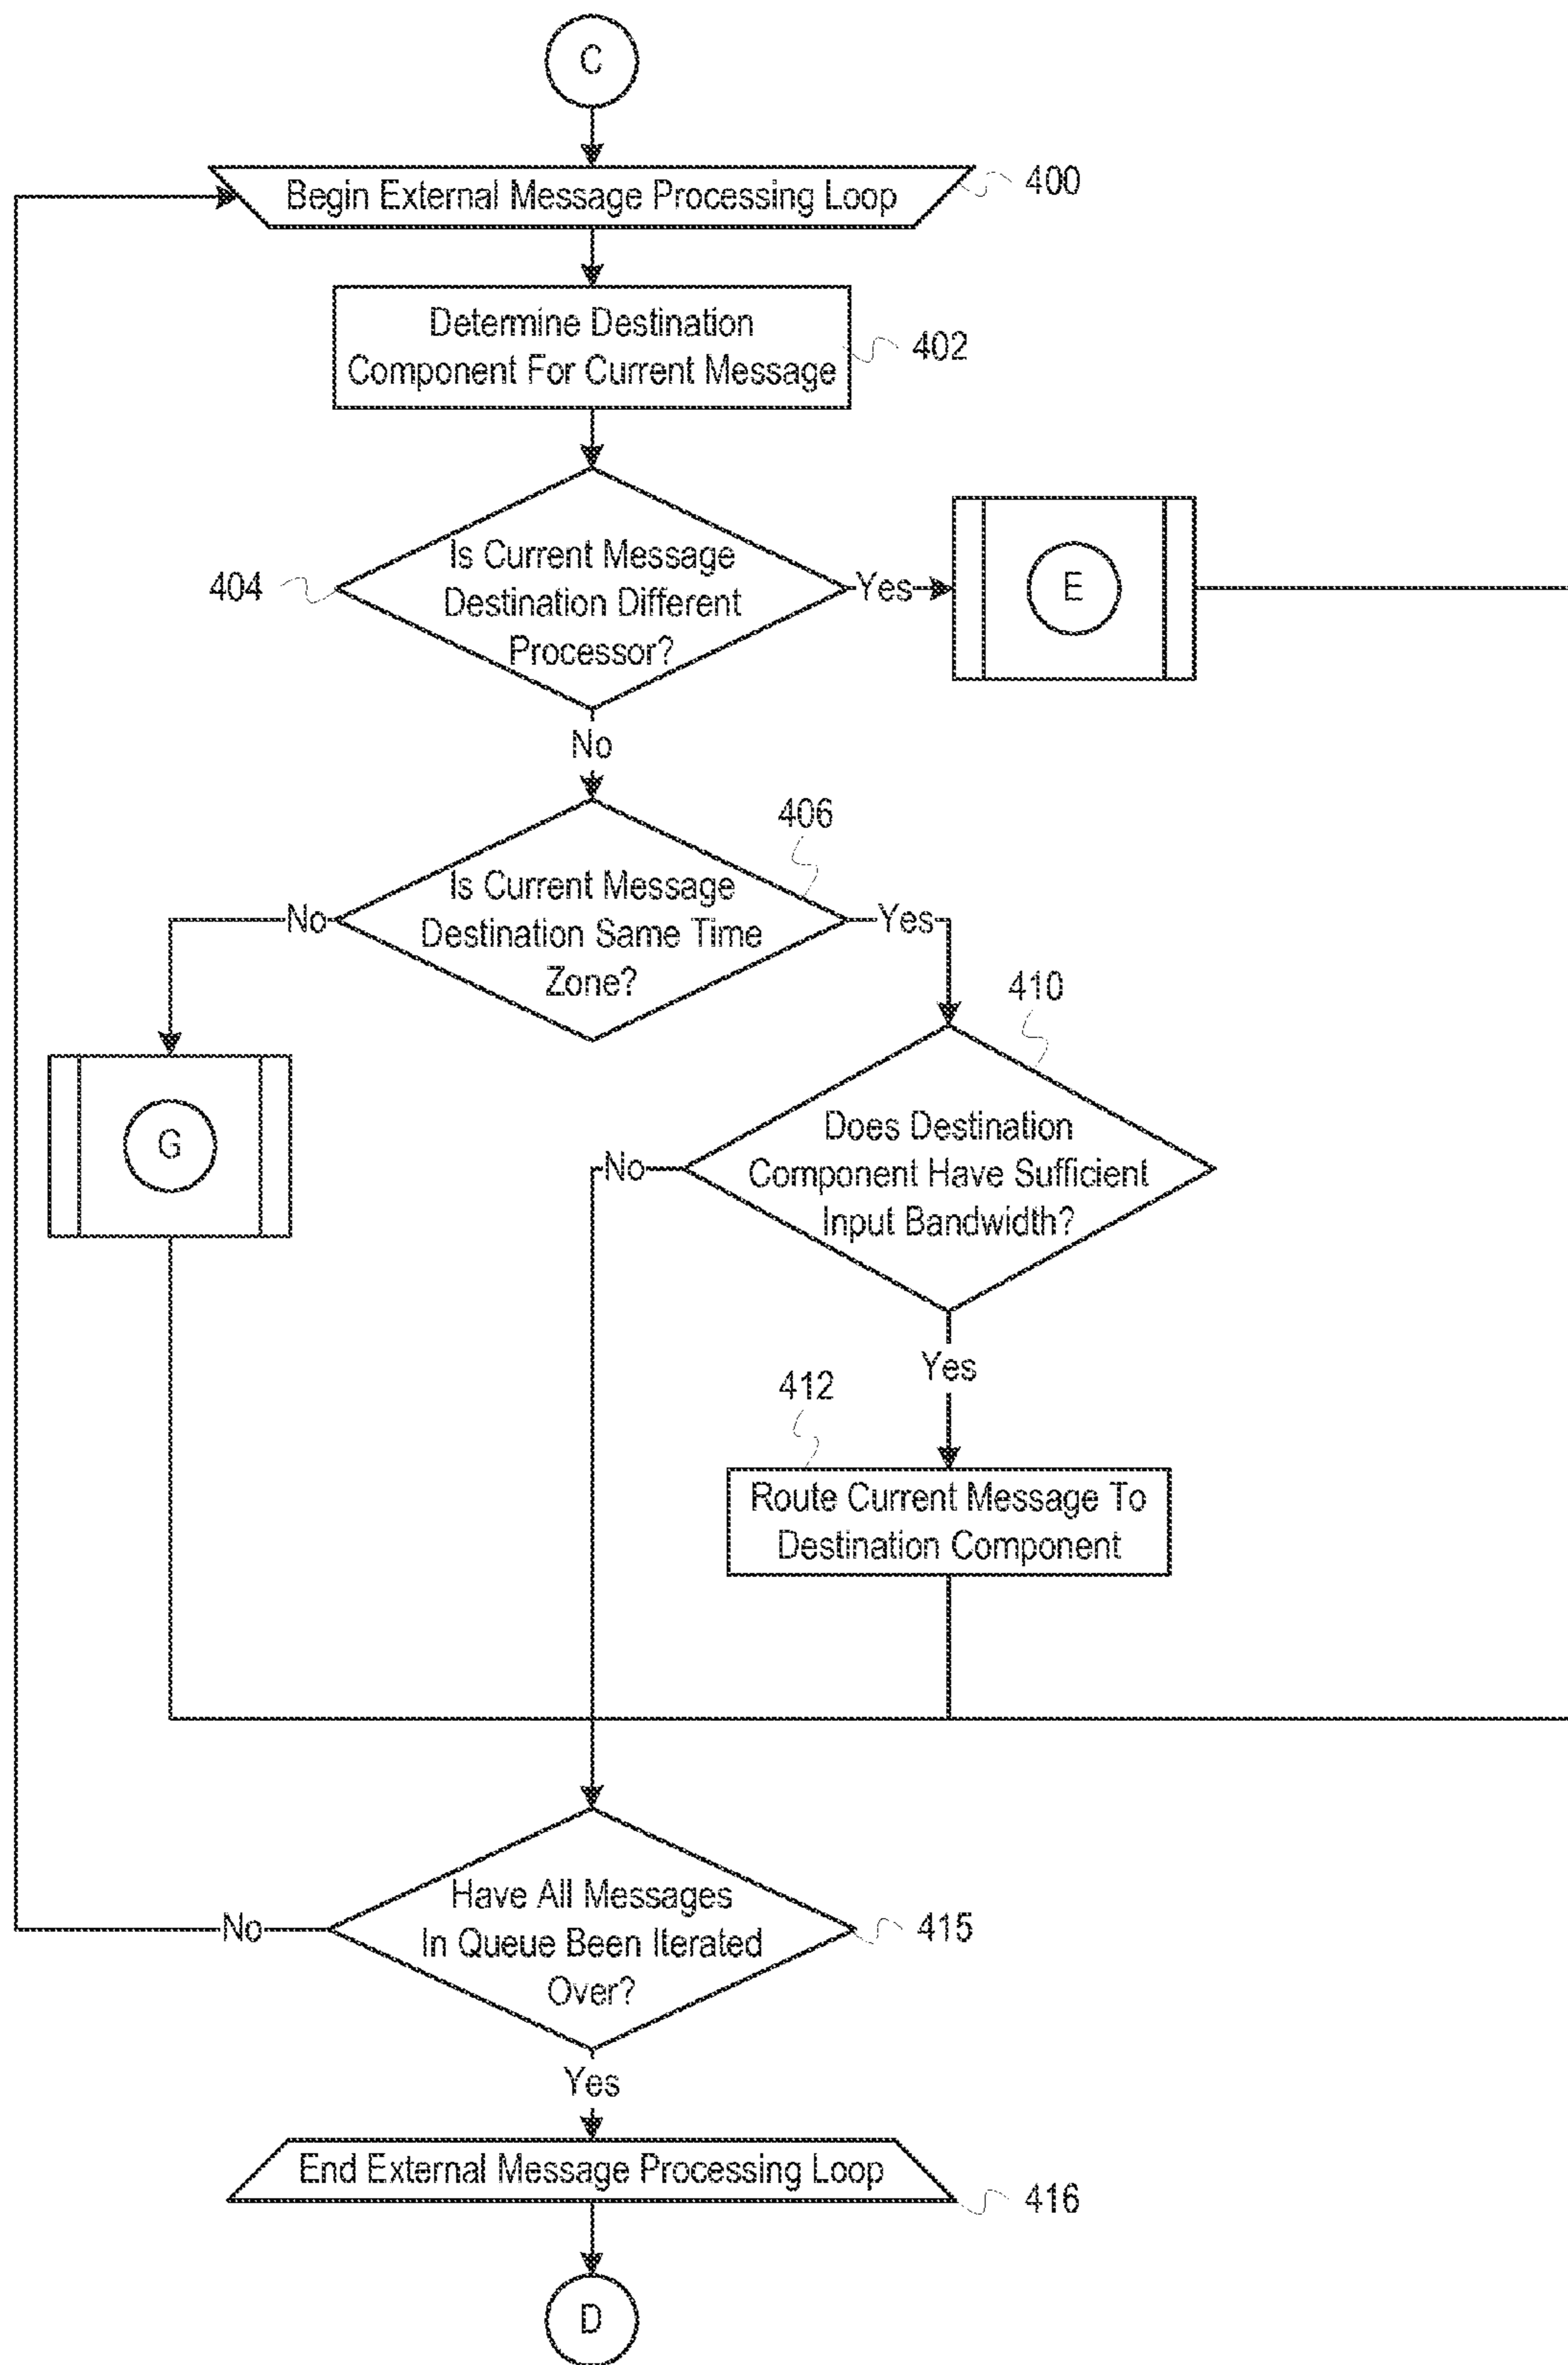 C
Begin External Message Processing Loop
400
Determine Destination
Component For Current Message
402
Is Current Message
Destination Different
Processor?
404
Yes
E
No
406
Is Current Message
Destination Same Time
Zone?
No
Yes
410
G
Does Destination
Component Have Sufficient
Input Bandwidth?
No
Yes
412
Route Current Message To
Destination Component
Have All Messages
In Queue Been Iterated
Over?
No
415
Yes
End External Message Processing Loop
416
D